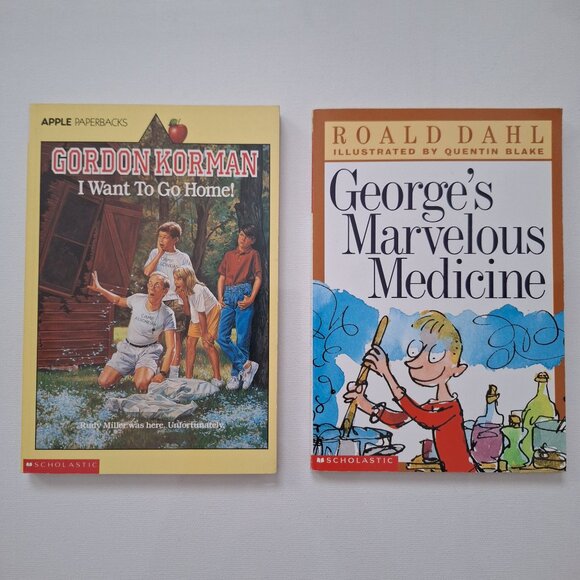 APPLE PAPERBACKS
GORDON KORMAN
I Want To Go Home!
...Rudy Miller was here. Unfortunately.
SCHOLASTIC
ROALD DAHL
ILLUSTRATED BY QUENTIN BLAKE
George's
Marvelous
Medicine
SCHOLASTIC